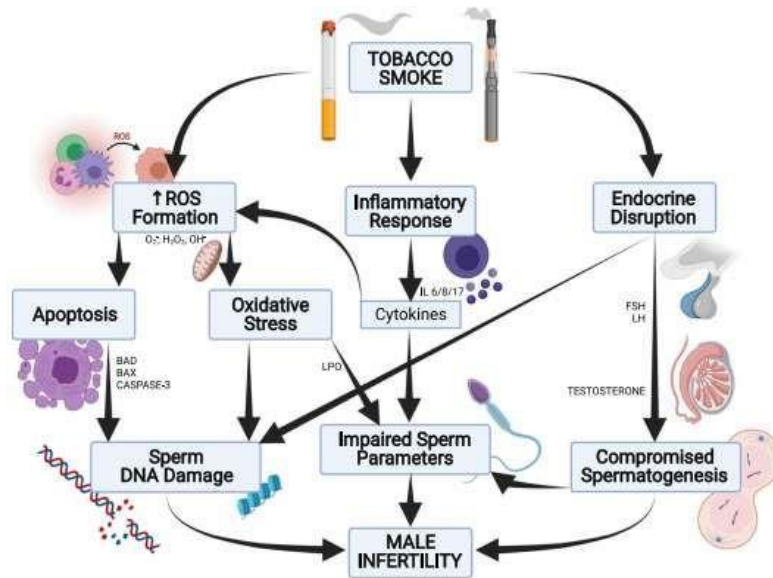 TOBACCO
SMOKE
ROS
↑ROS
Formation
Inflammatory
Response
Endocrine
Disruption
O₂⁻, H₂O₂, OH•
IL 6/8/17
Apoptosis
Oxidative
Stress
Cytokines
FSH
LH
BAD
BAX
CASPASE-3
LPO
TESTOSTERONE
Sperm
DNA Damage
Impaired Sperm
Parameters
Compromised
Spermatogenesis
MALE
INFERTILITY